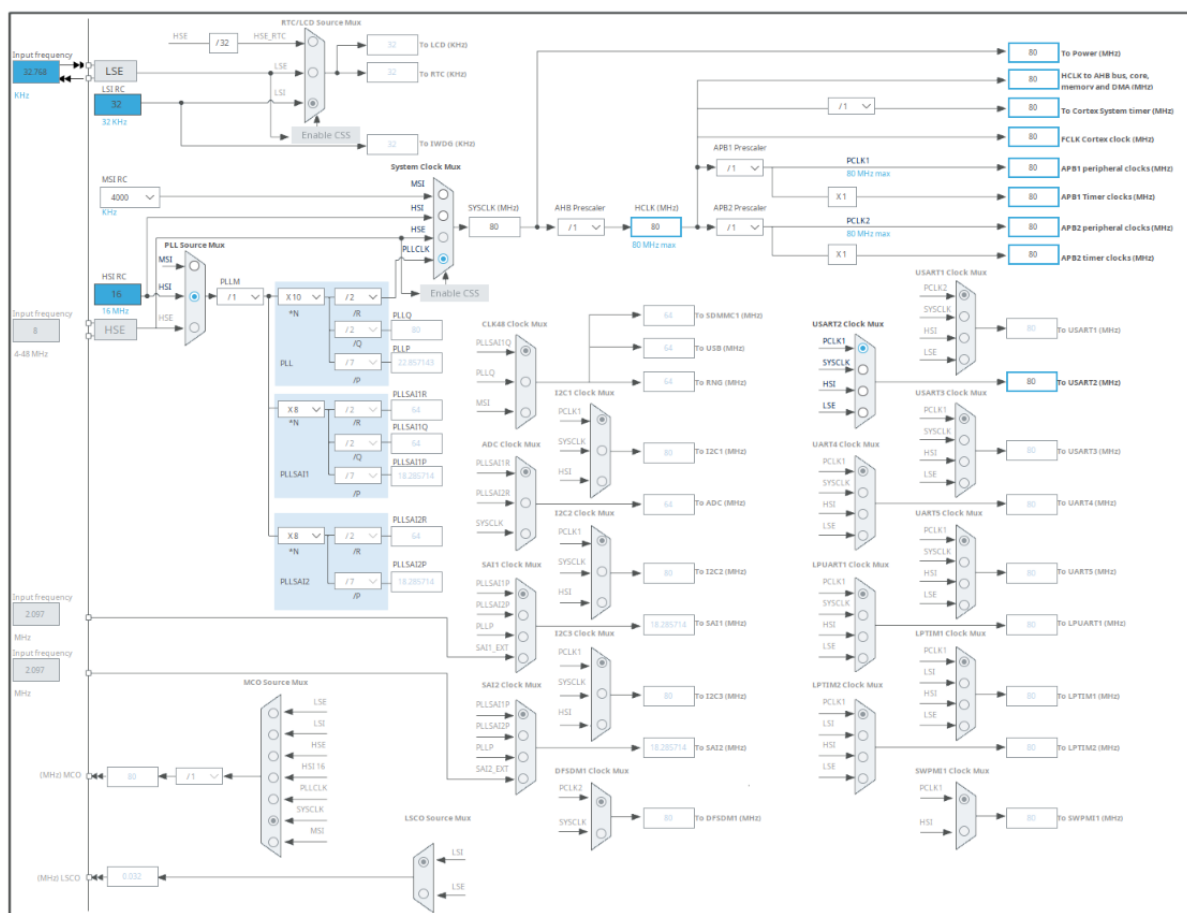 RTC/LCD Source Mux
HSE
/32
HSE_RTC
32
To LCD (KHz)
Input frequency
32.768
KHz
LSE
LSE
32
To RTC (KHz)
LSI RC
32
32 KHz
LSI
Enable CSS
32
To IWDG (KHz)
80
To Power (MHz)
80
HCLK to AHB bus, core,
memory and DMA (MHz)
/1
80
To Cortex System timer (MHz)
80
FCLK Cortex clock (MHz)
System Clock Mux
MSI RC
4000
KHz
MSI
HSI
HSE
PLLCLK
SYSCLK (MHz)
80
AHB Prescaler
/1
HCLK (MHz)
80
80 MHz max
APB1 Prescaler
/1
PCLK1
80 MHz max
80
APB1 peripheral clocks (MHz)
X 1
80
APB1 Timer clocks (MHz)
APB2 Prescaler
/1
PCLK2
80 MHz max
80
APB2 peripheral clocks (MHz)
X 1
80
APB2 timer clocks (MHz)
Enable CSS
PLL Source Mux
MSI
HSI
HSE
HSI RC
16
16 MHz
Input frequency
8
4-48 MHz
HSE
PLLM
/1
X 10
*N
/2
/R
PLLQ
/2
80
/Q
PLLP
/7
22.857143
PLL
/P
PLLSAI1R
X 8
*N
/2
64
/R
PLLSAI1Q
/2
64
/Q
PLLSAI1P
/7
18.285714
PLLSAI1
/P
PLLSAI2R
X 8
*N
/2
64
/R
PLLSAI2P
/7
18.285714
PLLSAI2
/P
CLK48 Clock Mux
PLLSAI1Q
PLLQ
MSI
64
To SDMMC1 (MHz)
64
To USB (MHz)
64
To RNG (MHz)
I2C1 Clock Mux
PCLK1
SYSCLK
HSI
80
To I2C1 (MHz)
ADC Clock Mux
PLLSAI1R
PLLSAI2R
SYSCLK
64
To ADC (MHz)
I2C2 Clock Mux
PCLK1
SYSCLK
HSI
80
To I2C2 (MHz)
SAI1 Clock Mux
PLLSAI1P
PLLSAI2P
PLLP
SAI1_EXT
18.285714
To SAI1 (MHz)
I2C3 Clock Mux
PCLK1
SYSCLK
HSI
80
To I2C3 (MHz)
SAI2 Clock Mux
PLLSAI1P
PLLSAI2P
PLLP
SAI2_EXT
18.285714
To SAI2 (MHz)
DFSDM1 Clock Mux
PCLK2
SYSCLK
80
To DFSDM1 (MHz)
USART1 Clock Mux
PCLK2
SYSCLK
HSI
LSE
80
To USART1 (MHz)
USART2 Clock Mux
PCLK1
SYSCLK
HSI
LSE
80
To USART2 (MHz)
USART3 Clock Mux
PCLK1
SYSCLK
HSI
LSE
80
To USART3 (MHz)
UART4 Clock Mux
PCLK1
SYSCLK
HSI
LSE
80
To UART4 (MHz)
UART5 Clock Mux
PCLK1
SYSCLK
HSI
LSE
80
To UART5 (MHz)
LPUART1 Clock Mux
PCLK1
SYSCLK
HSI
LSE
80
To LPUART1 (MHz)
LPTIM1 Clock Mux
PCLK1
LSI
HSI
LSE
80
To LPTIM1 (MHz)
LPTIM2 Clock Mux
PCLK1
LSI
HSI
LSE
80
To LPTIM2 (MHz)
SWPMI1 Clock Mux
PCLK1
HSI
80
To SWPMI1 (MHz)
Input frequency
2.097
MHz
Input frequency
2.097
MHz
MCO Source Mux
LSE
LSI
HSE
HSI 16
PLLCLK
SYSCLK
MSI
(MHz) MCO
80
/1
LSCO Source Mux
LSI
LSE
(MHz) LSCO
0.032